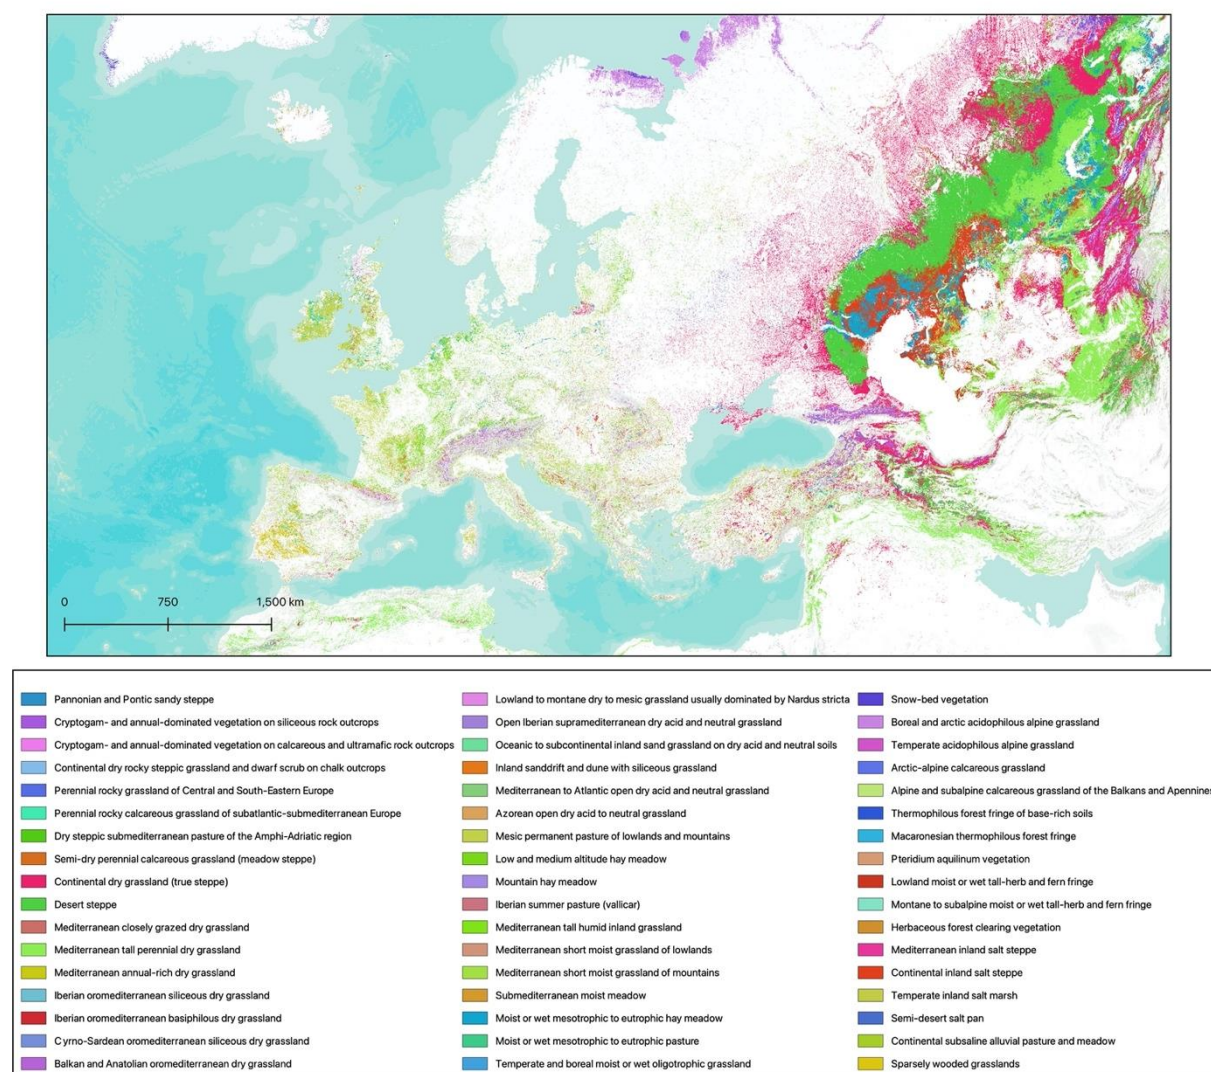 0 750 1,500 km
Pannonian and Pontic sandy steppe
Cryptogam- and annual-dominated vegetation on siliceous rock outcrops
Cryptogam- and annual-dominated vegetation on calcareous and ultramafic rock outcrops
Continental dry rocky steppic grassland and dwarf scrub on chalk outcrops
Perennial rocky grassland of Central and South-Eastern Europe
Perennial rocky calcareous grassland of subatlantic-submediterranean Europe
Dry steppic submediterranean pasture of the Amphi-Adriatic region
Semi-dry perennial calcareous grassland (meadow steppe)
Continental dry grassland (true steppe)
Desert steppe
Mediterranean closely grazed dry grassland
Mediterranean tall perennial dry grassland
Mediterranean annual-rich dry grassland
Iberian oromediterranean siliceous dry grassland
Iberian oromediterranean basiphilous dry grassland
Cyrno-Sardean oromediterranean siliceous dry grassland
Balkan and Anatolian oromediterranean dry grassland
Lowland to montane dry to mesic grassland usually dominated by Nardus stricta
Open Iberian supramediterranean dry acid and neutral grassland
Oceanic to subcontinental inland sand grassland on dry acid and neutral soils
Inland sanddrift and dune with siliceous grassland
Mediterranean to Atlantic open dry acid and neutral grassland
Azorean open dry acid to neutral grassland
Mesic permanent pasture of lowlands and mountains
Low and medium altitude hay meadow
Mountain hay meadow
Iberian summer pasture (vallicar)
Mediterranean tall humid inland grassland
Mediterranean short moist grassland of lowlands
Mediterranean short moist grassland of mountains
Submediterranean moist meadow
Moist or wet mesotrophic to eutrophic hay meadow
Moist or wet mesotrophic to eutrophic pasture
Temperate and boreal moist or wet oligotrophic grassland
Snow-bed vegetation
Boreal and arctic acidophilous alpine grassland
Temperate acidophilous alpine grassland
Arctic-alpine calcareous grassland
Alpine and subalpine calcareous grassland of the Balkans and Apennines
Thermophilous forest fringe of base-rich soils
Macaronesian thermophilous forest fringe
Pteridium aquilinum vegetation
Lowland moist or wet tall-herb and fern fringe
Montane to subalpine moist or wet tall-herb and fern fringe
Herbaceous forest clearing vegetation
Mediterranean inland salt steppe
Continental inland salt steppe
Temperate inland salt marsh
Semi-desert salt pan
Continental subsaline alluvial pasture and meadow
Sparsely wooded grasslands